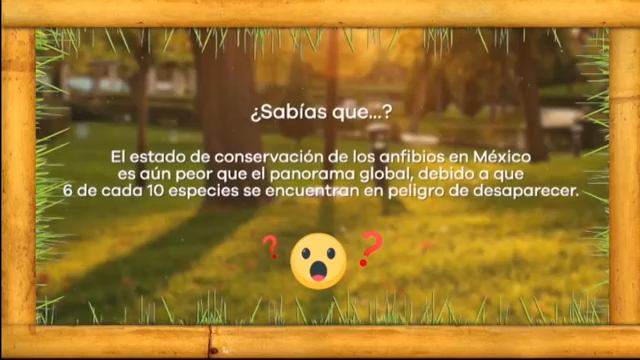 ¿Sabías que...?
El estado de conservación de los anfibios en México
es aún peor que el panorama global, debido a que
6 de cada 10 especies se encuentran en peligro de desaparecer.